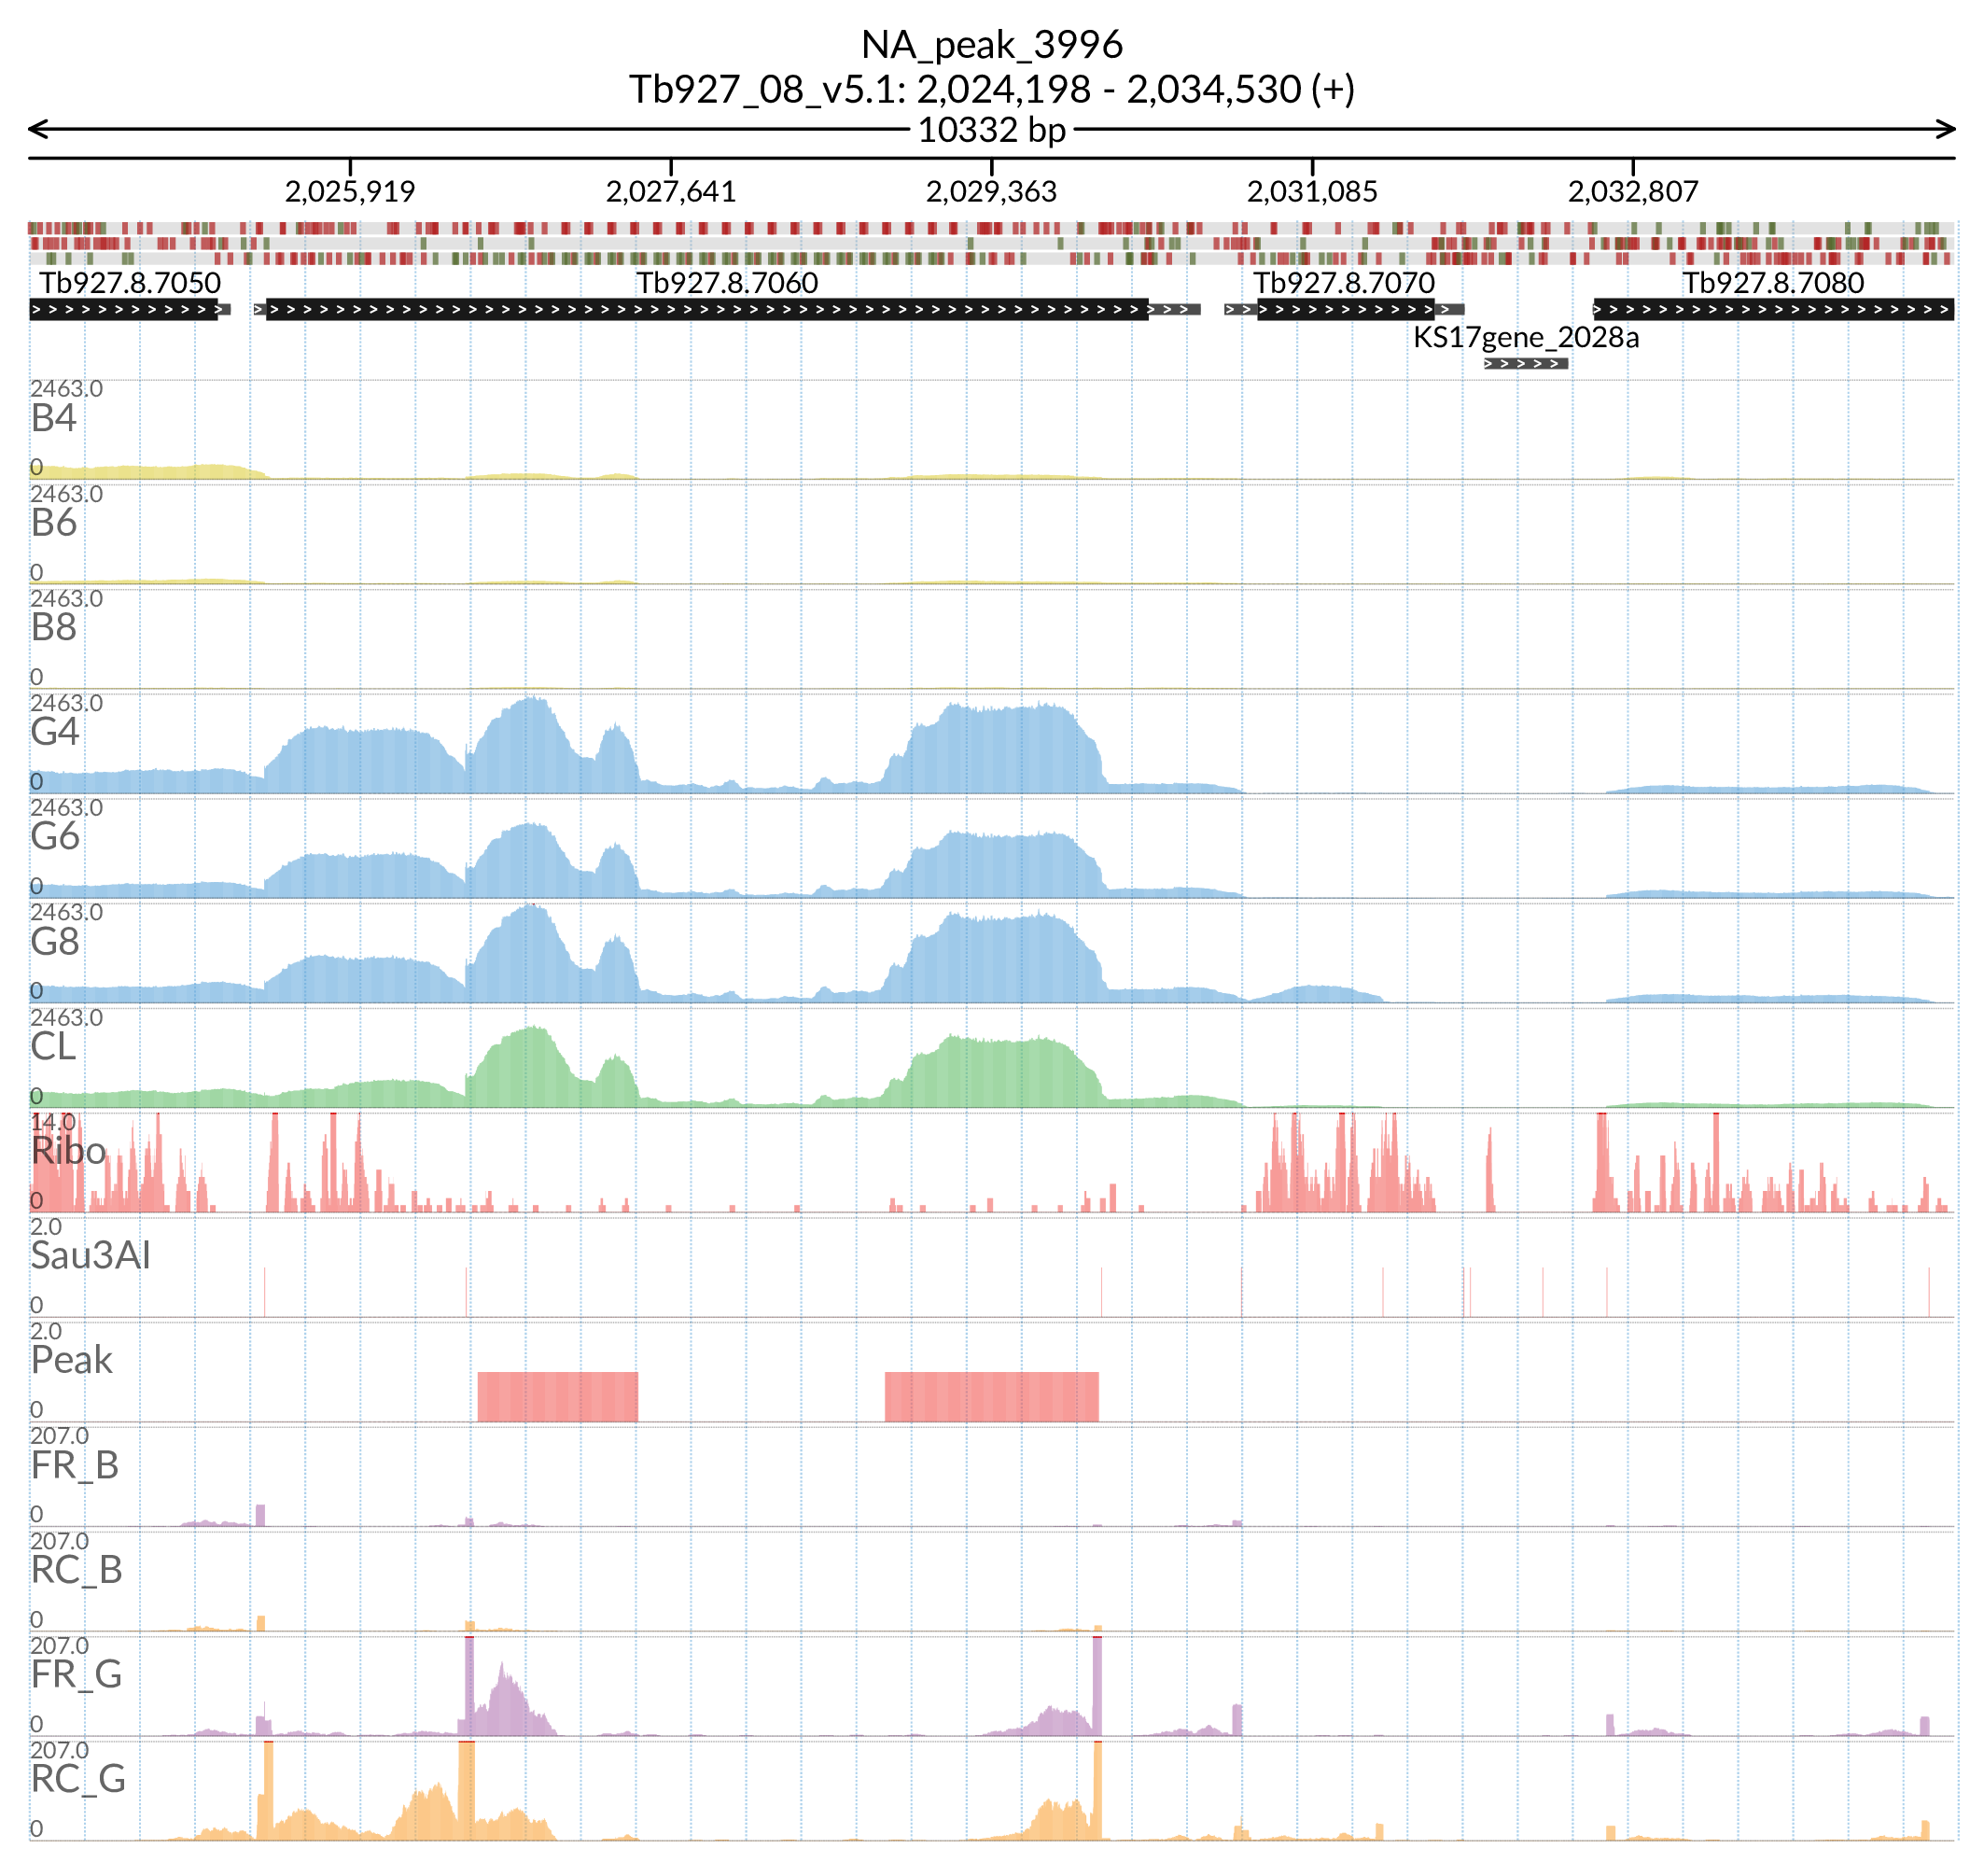 NA_peak_3996
Tb927_08_v5.1: 2,024,198 - 2,034,530 (+)
10332 bp
2,025,919 2,027,641 2,029,363 2,031,085 2,032,807
Tb927.8.7050 Tb927.8.7060 Tb927.8.7070 Tb927.8.7080
KS17gene_2028a
2463.0
B4
0
2463.0
B6
0
2463.0
B8
0
2463.0
G4
0
2463.0
G6
0
2463.0
G8
0
2463.0
CL
0
14.0
Ribo
0
2.0
Sau3AI
0
2.0
Peak
0
207.0
FR_B
0
207.0
RC_B
0
207.0
FR_G
0
207.0
RC_G
0